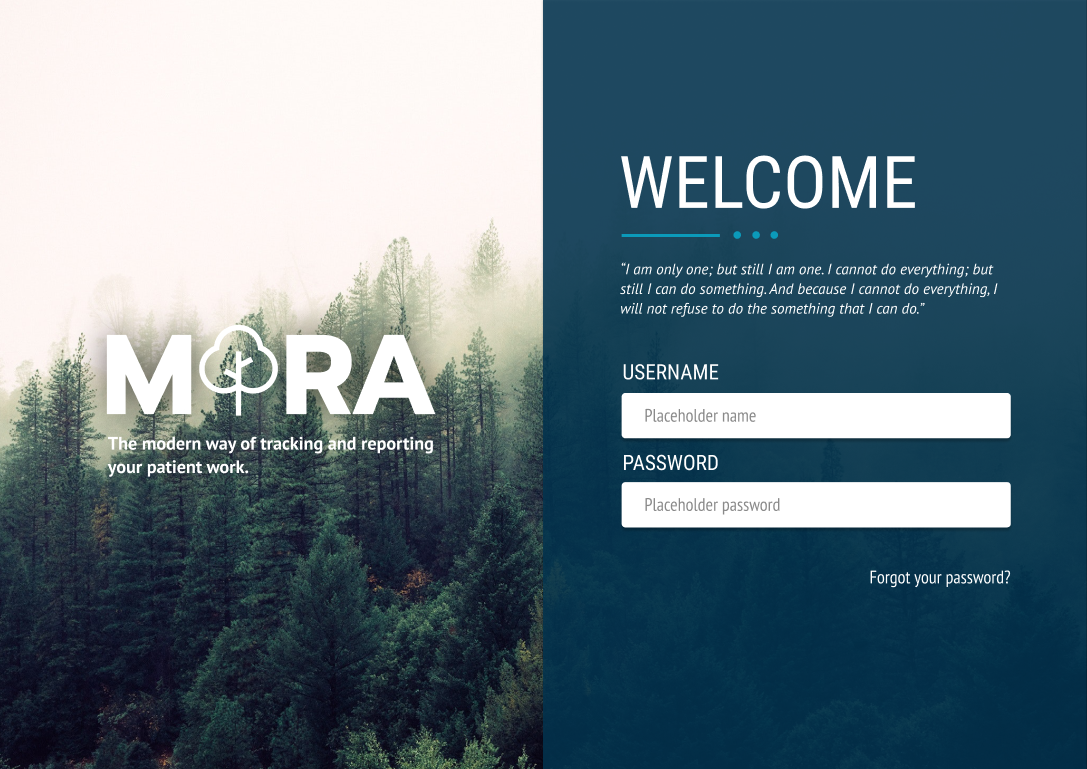 MORA
The modern way of tracking and reporting
your patient work.
WELCOME
“I am only one; but still I am one. I cannot do everything; but
still I can do something. And because I cannot do everything, I
will not refuse to do the something that I can do.”
USERNAME
Placeholder name
PASSWORD
Placeholder password
Forgot your password?